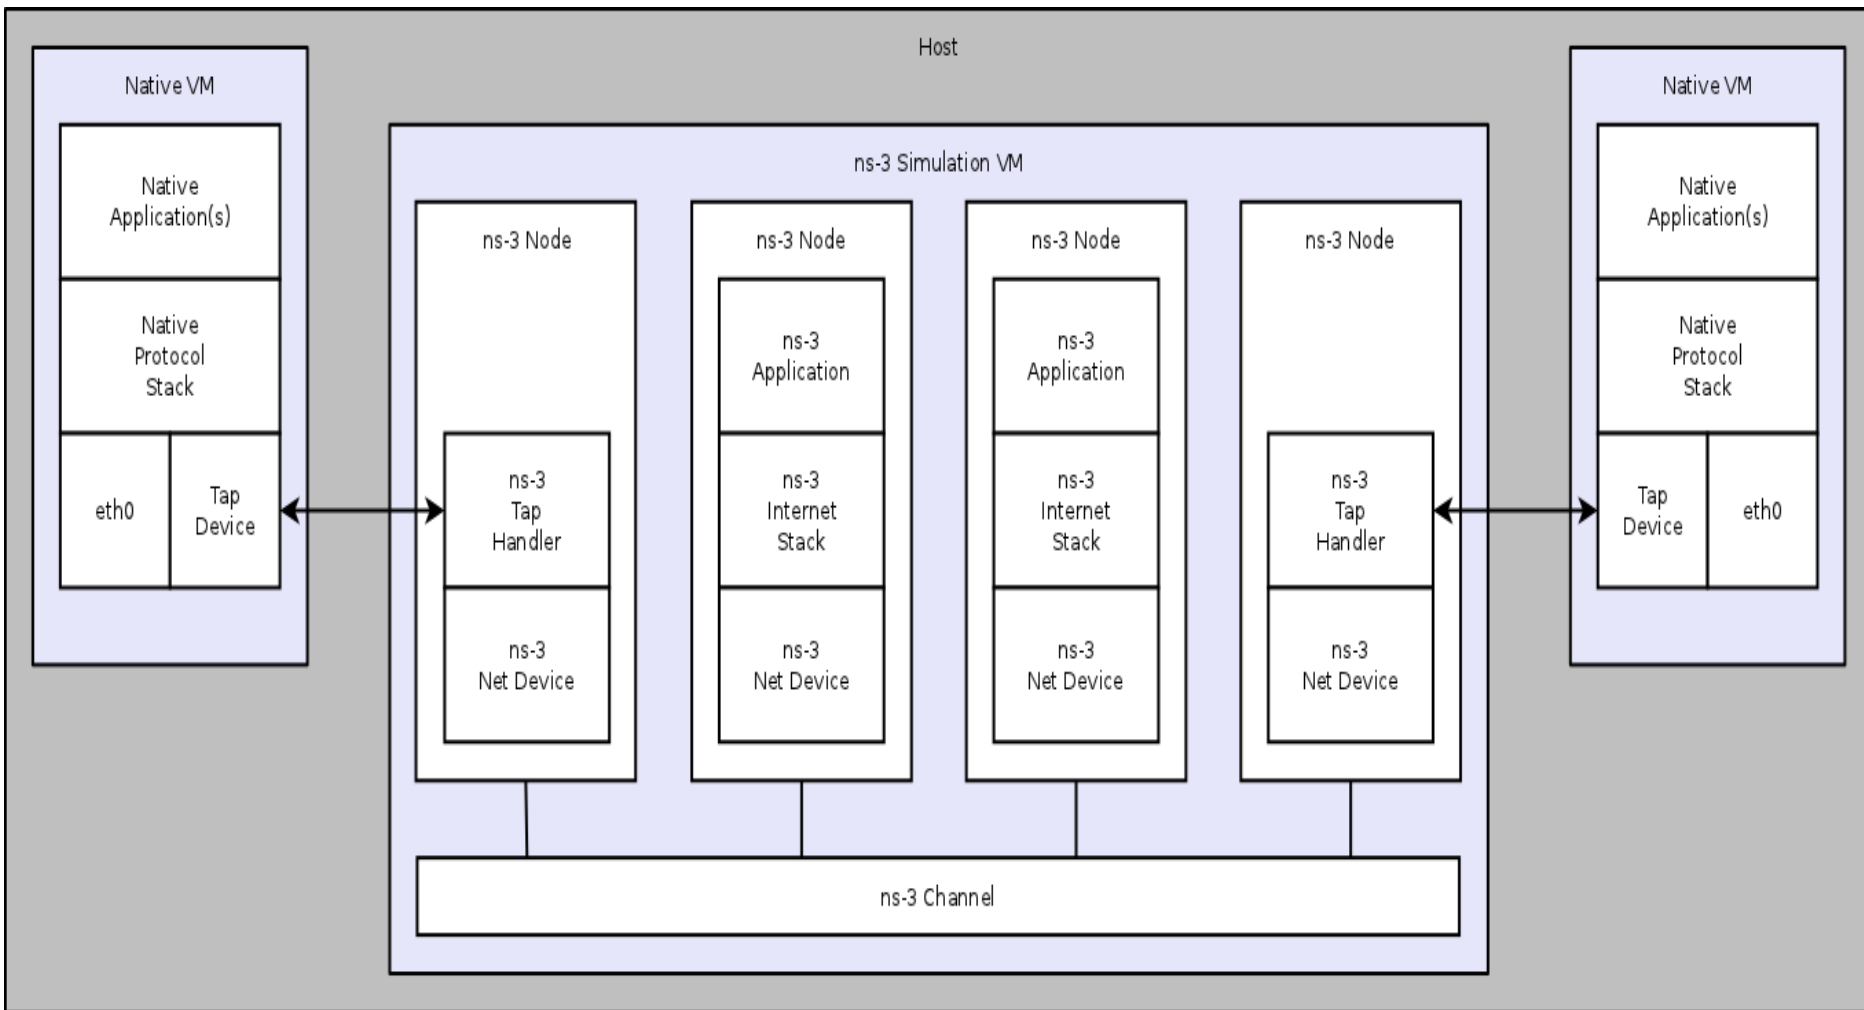 Host
Native VM
Native
Application(s)
Native
Protocol
Stack
eth0
Tap
Device
ns-3 Simulation VM
ns-3 Node
ns-3
Tap
Handler
ns-3
Net Device
ns-3 Node
ns-3
Application
ns-3
Internet
Stack
ns-3
Net Device
ns-3 Node
ns-3
Application
ns-3
Internet
Stack
ns-3
Net Device
ns-3 Node
ns-3
Tap
Handler
ns-3
Net Device
ns-3 Channel
Native VM
Native
Application(s)
Native
Protocol
Stack
Tap
Device
eth0